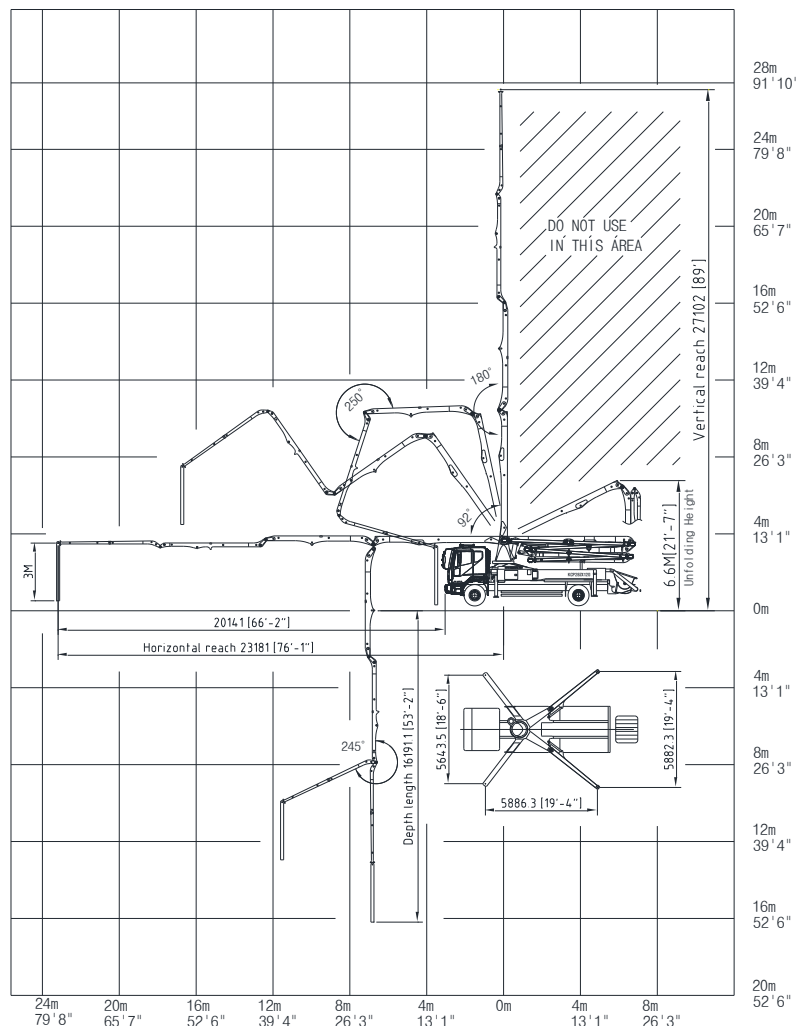 28m
91'10'
24m
79'8"
DO NOT USE
IN THIS AREA
20m
65'7"
Vertical reach 27102 [89']
16m
52'6"
12m
39'4"
180°
250°
8m
26'3"
92°
6.6M[21'-7"]
Unfolding Height
4m
13'1"
3M
0m
20141 [66'-2"]
Horizontal reach 23181 [76'-1"]
4m
13'1"
5643.5 [18'-6"]
5882.3 [19'-4"]
245°
Depth length 16191.1 [53'-2"]
8m
26'3"
5886.3 [19'-4"]
12m
39'4"
16m
52'6"
20m
52'6"
24m 20m 16m 12m 8m 4m 0m 4m 8m
79'8" 65'7" 52'6" 39'4" 26'3" 13'1" 13'1" 26'3"